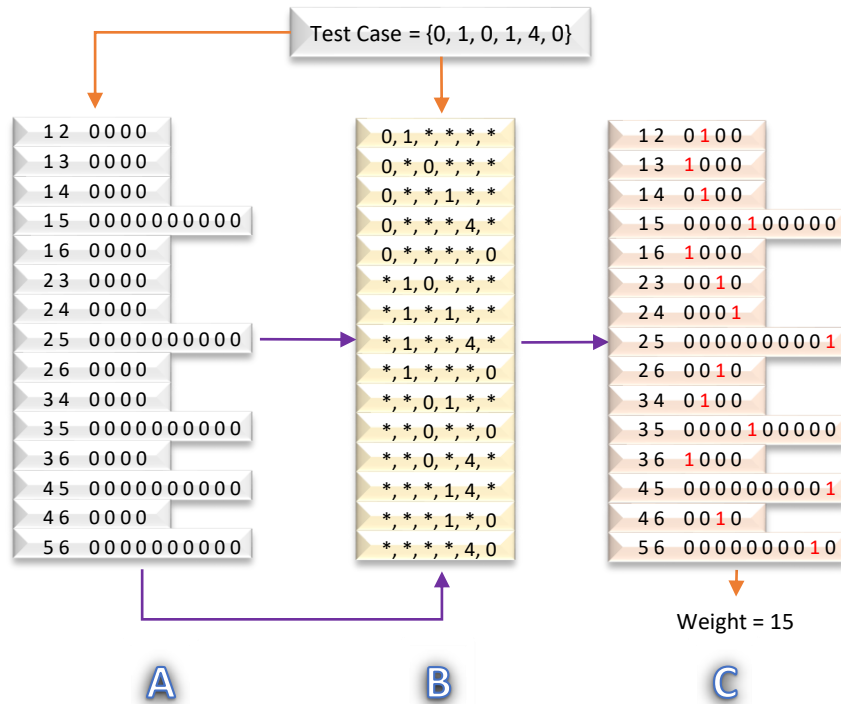 Test Case = {0, 1, 0, 1, 4, 0}
1 2 0 0 0 0
1 3 0 0 0 0
1 4 0 0 0 0
1 5 0 0 0 0 0 0 0 0 0 0
1 6 0 0 0 0
2 3 0 0 0 0
2 4 0 0 0 0
2 5 0 0 0 0 0 0 0 0 0 0
2 6 0 0 0 0
3 4 0 0 0 0
3 5 0 0 0 0 0 0 0 0 0 0
3 6 0 0 0 0
4 5 0 0 0 0 0 0 0 0 0 0
4 6 0 0 0 0
5 6 0 0 0 0 0 0 0 0 0 0
0, 1, *, *, *, *
0, *, 0, *, *, *
0, *, *, 1, *, *
0, *, *, *, 4, *
0, *, *, *, *, 0
*, 1, 0, *, *, *
*, 1, *, 1, *, *
*, 1, *, *, 4, *
*, 1, *, *, *, 0
*, *, 0, 1, *, *
*, *, 0, *, *, 0
*, *, 0, *, 4, *
*, *, *, 1, 4, *
*, *, *, 1, *, 0
*, *, *, *, 4, 0
1 2 0 1 0 0
1 3 1 0 0 0
1 4 0 1 0 0
1 5 0 0 0 0 1 0 0 0 0 0
1 6 1 0 0 0
2 3 0 0 1 0
2 4 0 0 0 1
2 5 0 0 0 0 0 0 0 0 0 1
2 6 0 0 1 0
3 4 0 1 0 0
3 5 0 0 0 0 1 0 0 0 0 0
3 6 1 0 0 0
4 5 0 0 0 0 0 0 0 0 0 1
4 6 0 0 1 0
5 6 0 0 0 0 0 0 0 0 1 0
Weight = 15
A
B
C